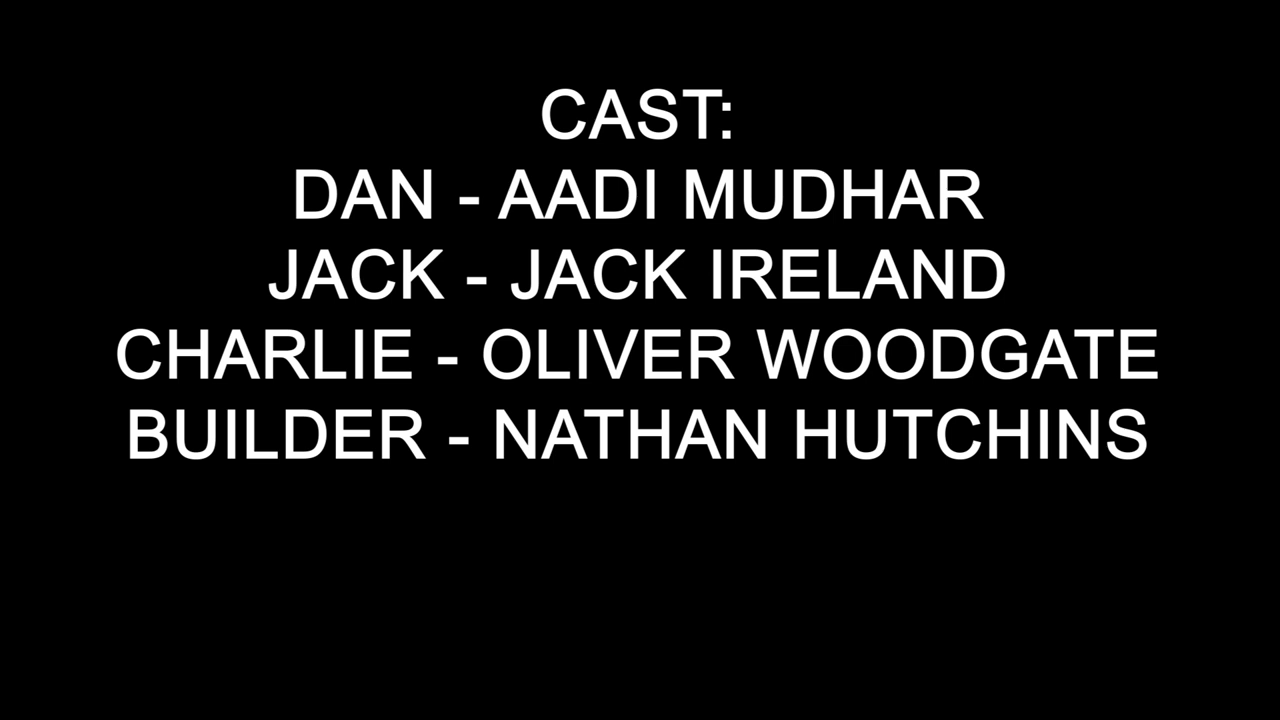 CAST:
DAN - AADI MUDHAR
JACK - JACK IRELAND
CHARLIE - OLIVER WOODGATE
BUILDER - NATHAN HUTCHINS